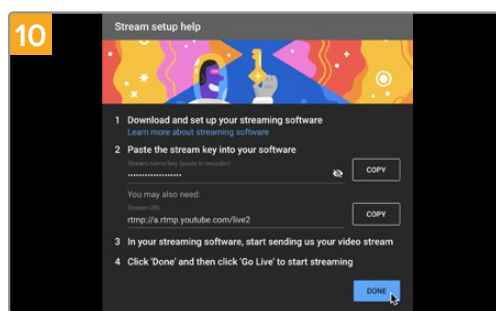 10
Stream setup help
1 Download and set up your streaming software
Learn more about streaming software
2 Paste the stream key into your software
Stream name/key (paste in encoder)
•••••••••••••••••••
COPY
You may also need:
Stream URL
rtmp://a.rtmp.youtube.com/live2
COPY
3 In your streaming software, start sending us your video stream
4 Click 'Done' and then click 'Go Live' to start streaming
DONE